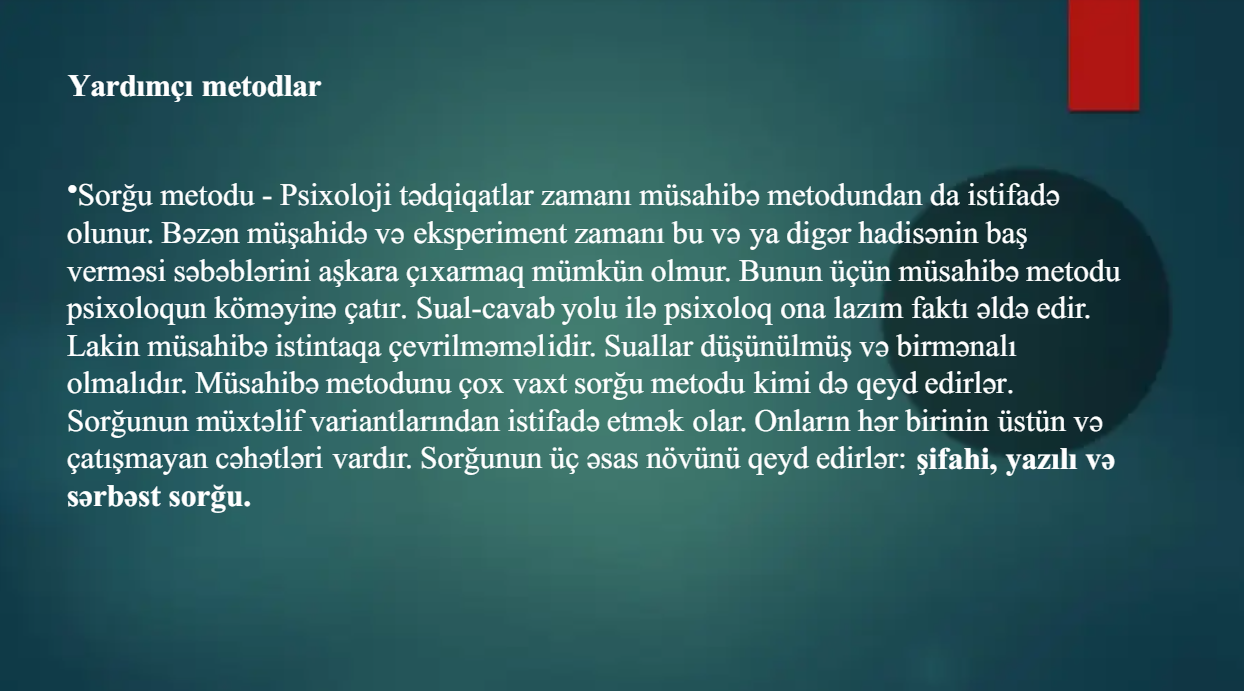 Yardımçı metodlar
•Sorğu metodu - Psixoloji tədqiqatlar zamanı müsahibə metodundan da istifadə
olunur. Bəzən müşahidə və eksperiment zamanı bu və ya digər hadisənin baş
verməsi səbəblərini aşkara çıxarmaq mümkün olmur. Bunun üçün müsahibə metodu
psixoloqun köməyinə çatır. Sual-cavab yolu ilə psixoloq ona lazım faktı əldə edir.
Lakin müsahibə istintaqa çevrilməməlidir. Suallar düşünülmüş və birmənalı
olmalıdır. Müsahibə metodunu çox vaxt sorğu metodu kimi də qeyd edirlər.
Sorğunun müxtəlif variantlarından istifadə etmək olar. Onların hər birinin üstün və
çatışmayan cəhətləri vardır. Sorğunun üç əsas növünü qeyd edirlər: şifahi, yazılı və
sərbəst sorğu.